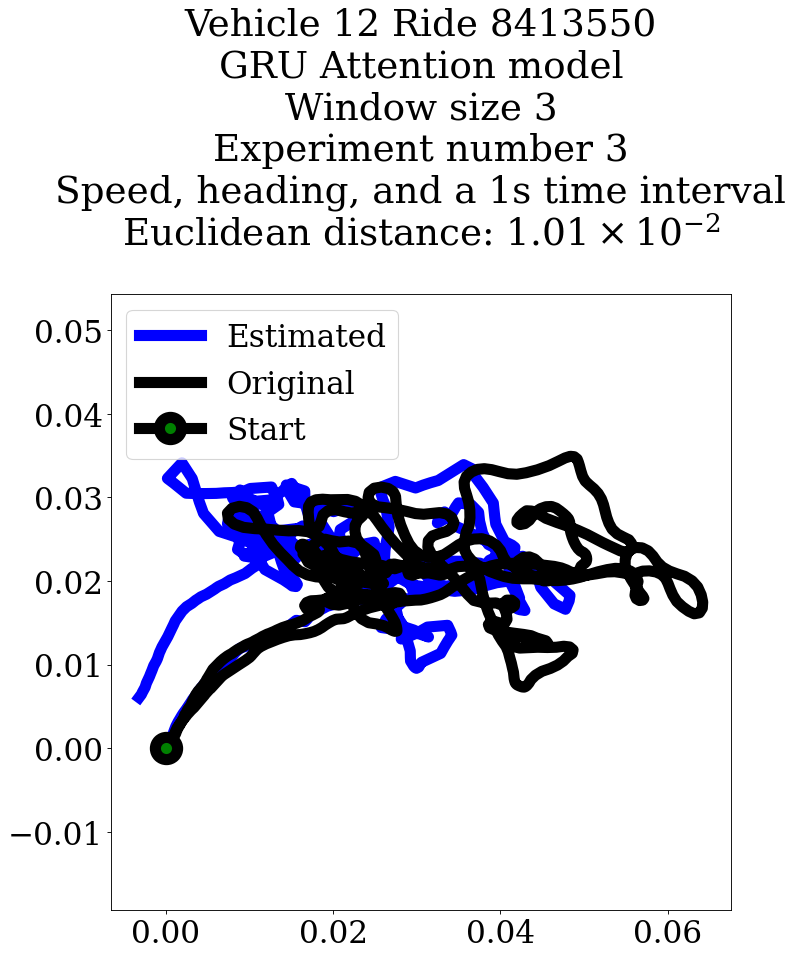 Vehicle 12 Ride 8413550
GRU Attention model
Window size 3
Experiment number 3
Speed, heading, and a 1s time interval
Euclidean distance: 1.01 × 10⁻²
Estimated
Original
Start
0.05
0.04
0.03
0.02
0.01
0.00
−0.01
0.00 0.02 0.04 0.06